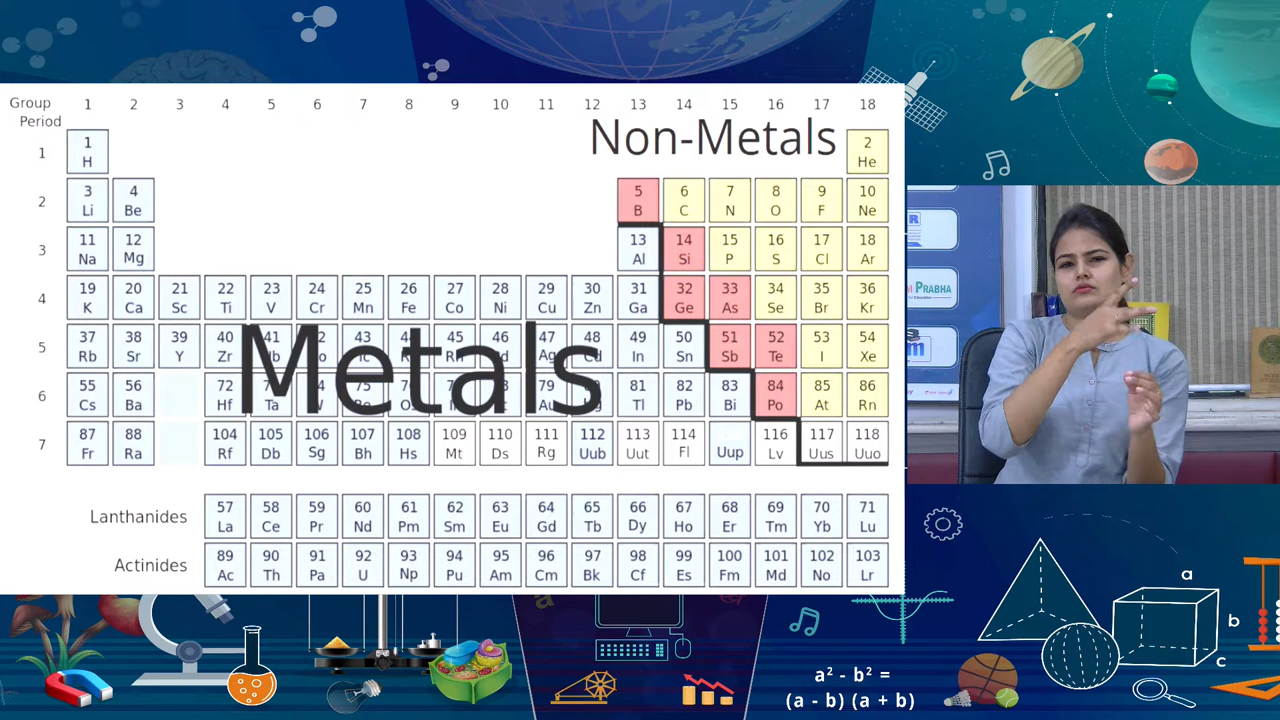 Group 1 2 3 4 5 6 7 8 9 10 11 12 13 14 15 16 17 18
Period
Non-Metals
1 1 H 2 He
2 3 Li 4 Be 5 B 6 C 7 N 8 O 9 F 10 Ne
3 11 Na 12 Mg 13 Al 14 Si 15 P 16 S 17 Cl 18 Ar
4 19 K 20 Ca 21 Sc 22 Ti 23 V 24 Cr 25 Mn 26 Fe 27 Co 28 Ni 29 Cu 30 Zn 31 Ga 32 Ge 33 As 34 Se 35 Br 36 Kr
5 37 Rb 38 Sr 39 Y 40 Zr 41 42 43 44 45 46 47 Ag 48 49 In 50 Sn 51 Sb 52 Te 53 I 54 Xe
Metals
6 55 Cs 56 Ba 72 Hf Ta 81 Tl 82 Pb 83 Bi 84 Po 85 At 86 Rn
7 87 Fr 88 Ra 104 Rf 105 Db 106 Sg 107 Bh 108 Hs 109 Mt 110 Ds 111 Rg 112 Uub 113 Uut 114 Fl Uup 116 Lv 117 Uus 118 Uuo
Lanthanides 57 La 58 Ce 59 Pr 60 Nd 61 Pm 62 Sm 63 Eu 64 Gd 65 Tb 66 Dy 67 Ho 68 Er 69 Tm 70 Yb 71 Lu
Actinides 89 Ac 90 Th 91 Pa 92 U 93 Np 94 Pu 95 Am 96 Cm 97 Bk 98 Cf 99 Es 100 Fm 101 Md 102 No 103 Lr
PRABHA
a
b
c
a² - b² =
(a - b) (a + b)